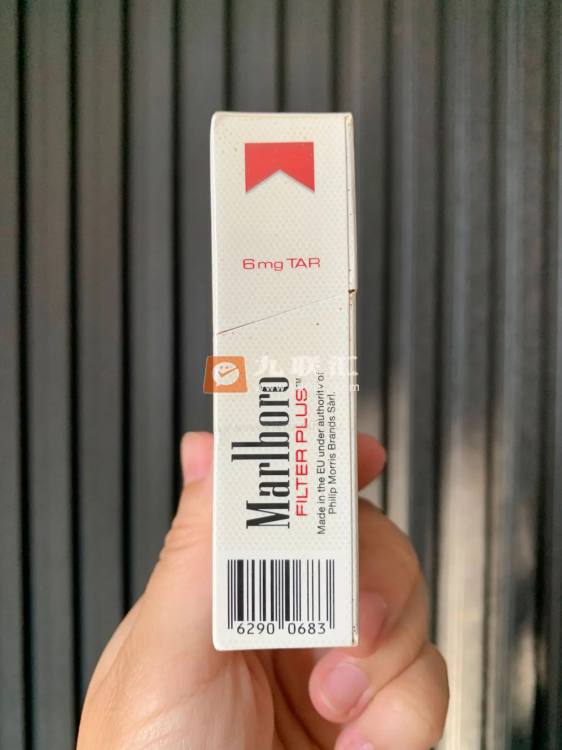 6mg TAR
九联汇
Marlboro
FILTER PLUS™
Made in the EU under authority of
Philip Morris Brands Sàrl.
6290 0683